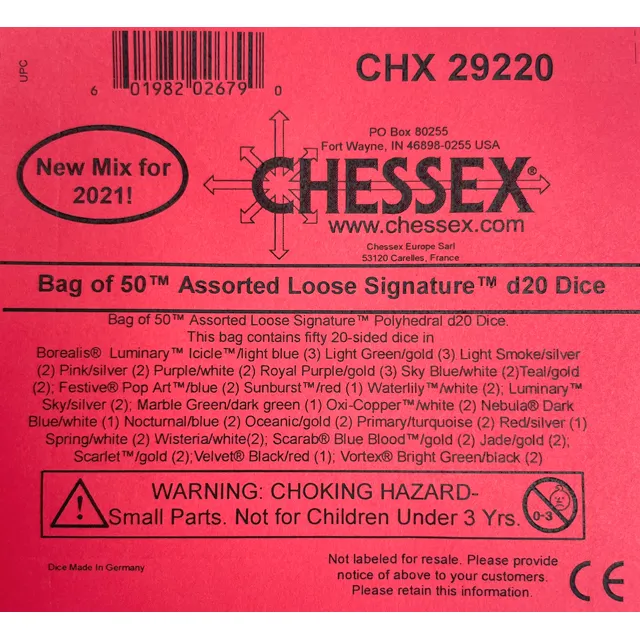 UPC
6 01982 02679 0
CHX 29220
PO Box 80255
Fort Wayne, IN 46898-0255 USA
New Mix for
2021!
CHESSEX®
www.chessex.com
Chessex Europe Sarl
53120 Carelles, France
Bag of 50™ Assorted Loose Signature™ d20 Dice
Bag of 50™ Assorted Loose Signature™ Polyhedral d20 Dice.
This bag contains fifty 20-sided dice in
Borealis® Luminary™ Icicle™/light blue (3) Light Green/gold (3) Light Smoke/silver
(2) Pink/silver (2) Purple/white (2) Royal Purple/gold (3) Sky Blue/white (2)Teal/gold
(2); Festive® Pop Art™/blue (2) Sunburst™/red (1) Waterlily™/white (2); Luminary™
Sky/silver (2); Marble Green/dark green (1) Oxi-Copper™/white (2) Nebula® Dark
Blue/white (1) Nocturnal/blue (2) Oceanic/gold (2) Primary/turquoise (2) Red/silver (1)
Spring/white (2) Wisteria/white(2); Scarab® Blue Blood™/gold (2) Jade/gold (2);
Scarlet™/gold (2);Velvet® Black/red (1); Vortex® Bright Green/black (2)
WARNING: CHOKING HAZARD-
Small Parts. Not for Children Under 3 Yrs.
0-3
Dice Made In Germany
Not labeled for resale. Please provide
notice of above to your customers.
Please retain this information.
CE